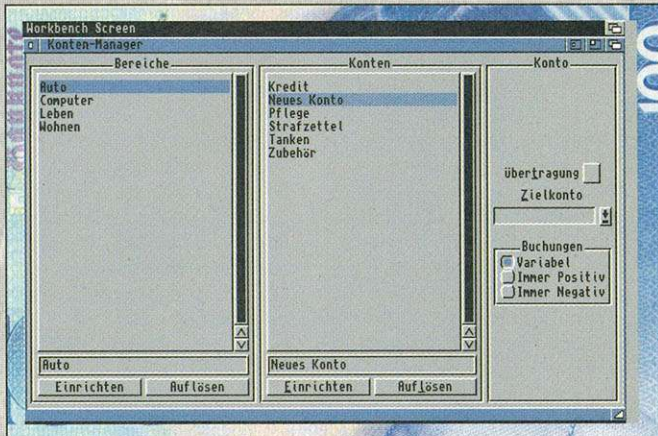 Workbench Screen
Konten-Manager
Bereiche
Auto
Computer
Leben
Wohnen
Auto
Einrichten Auflösen
Konten
Kredit
Neues Konto
Pflege
Strafzettel
Tanken
Zubehör
Neues Konto
Einrichten Auflösen
Konto
übertragung
Zielkonto
Buchungen
Variabel
Immer Positiv
Immer Negativ
100